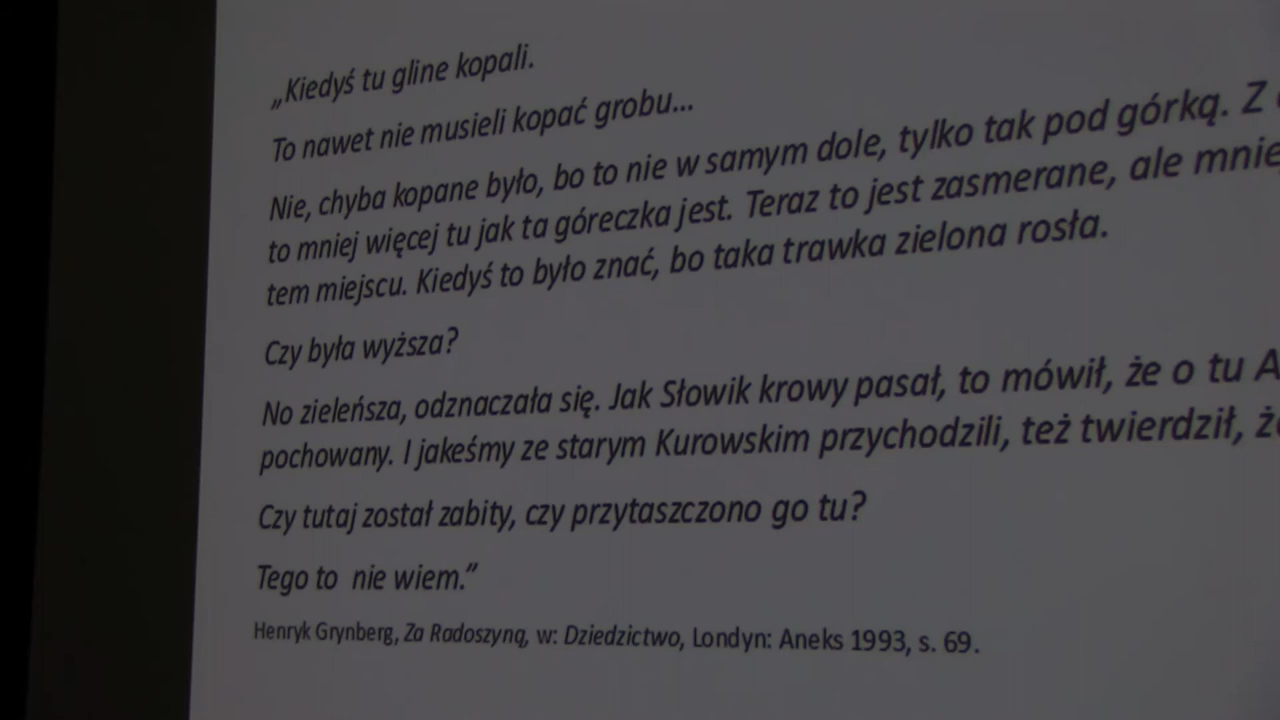 „Kiedyś tu gline kopali.
To nawet nie musieli kopać grobu...
Nie, chyba kopane było, bo to nie w samym dole, tylko tak pod górką. Z
to mniej więcej tu jak ta góreczka jest. Teraz to jest zasmerane, ale
tem miejscu. Kiedyś to było znać, bo taka trawka zielona rosła.
Czy była wyższa?
No zieleńsza, odznaczała się. Jak Słowik krowy pasał, to mówił, że o tu
pochowany. I jakeśmy ze starym Kurowskim przychodzili, też twierdził,
Czy tutaj został zabity, czy przytaszczono go tu?
Tego to nie wiem.”
Henryk Grynberg, Za Radoszyną, w: Dziedzictwo, Londyn: Aneks 1993, s. 69.